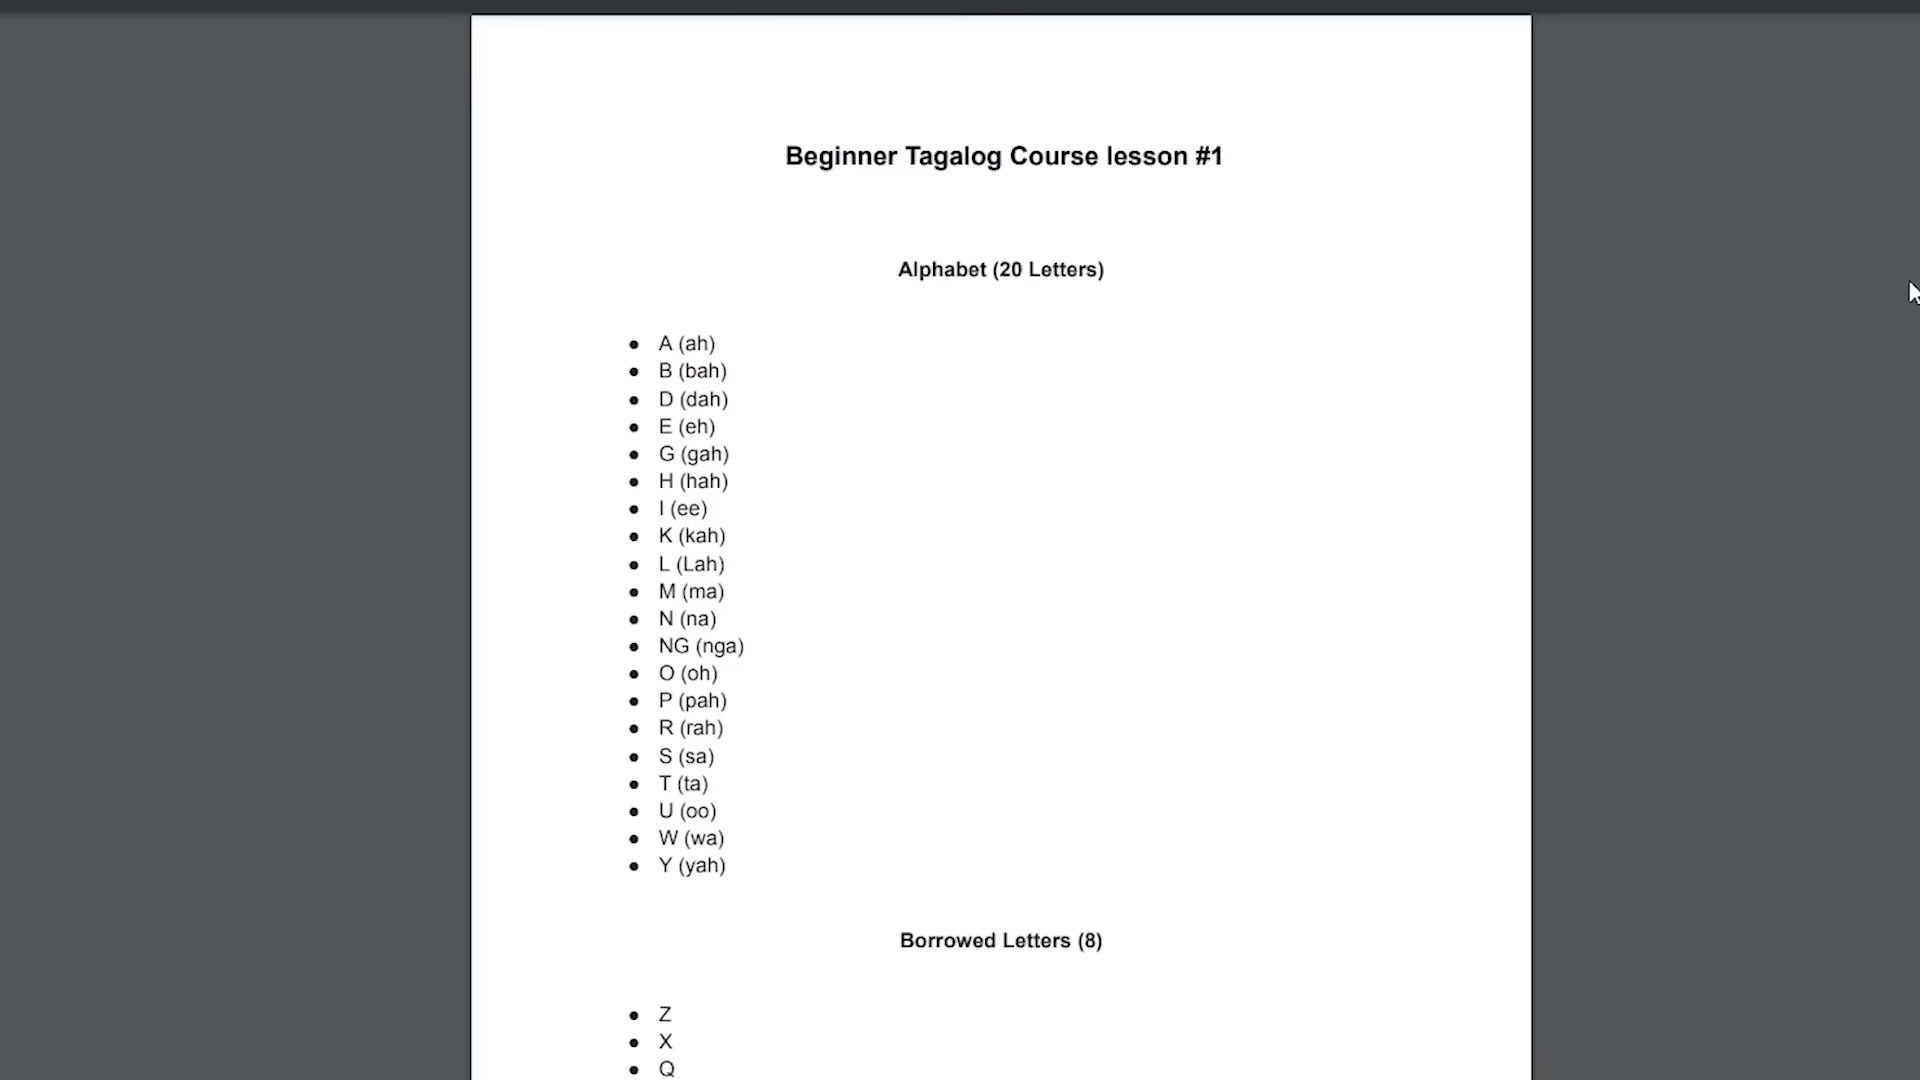 Beginner Tagalog Course lesson #1
Alphabet (20 Letters)
● A (ah)
● B (bah)
● D (dah)
● E (eh)
● G (gah)
● H (hah)
● I (ee)
● K (kah)
● L (Lah)
● M (ma)
● N (na)
● NG (nga)
● O (oh)
● P (pah)
● R (rah)
● S (sa)
● T (ta)
● U (oo)
● W (wa)
● Y (yah)
Borrowed Letters (8)
● Z
● X
● Q